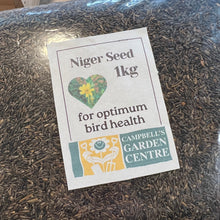 Niger Seed
1kg
for optimum
bird health
CAMPBELL'S
GARDEN
CENTRE